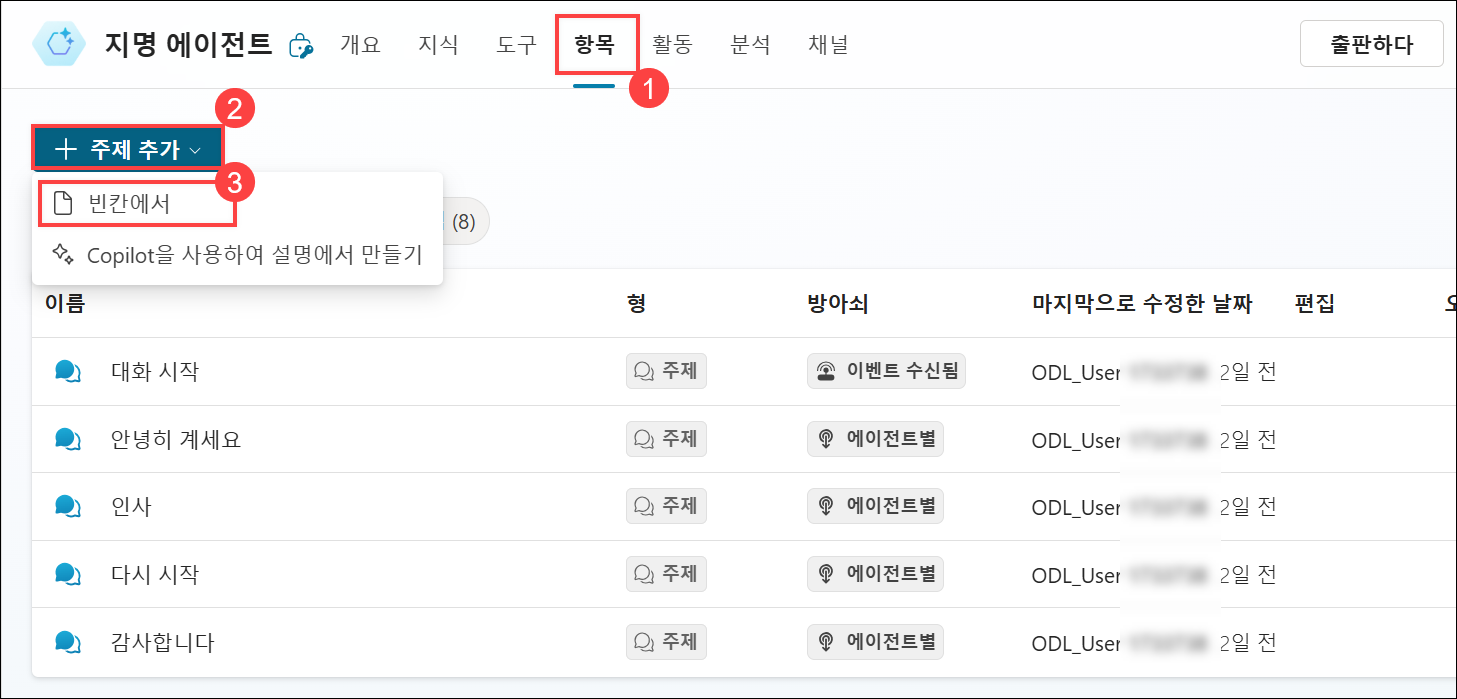 지명 에이전트 개요 지식 도구 항목 활동 분석 채널 출판하다
1
2
+ 주제 추가
3
빈칸에서
(8)
Copilot을 사용하여 설명에서 만들기
이름 형 방아쇠 마지막으로 수정한 날짜 편집
대화 시작 주제 이벤트 수신됨 ODL_User 2일 전
안녕히 계세요 주제 에이전트별 ODL_User 2일 전
인사 주제 에이전트별 ODL_User 2일 전
다시 시작 주제 에이전트별 ODL_User 2일 전
감사합니다 주제 에이전트별 ODL_User 2일 전